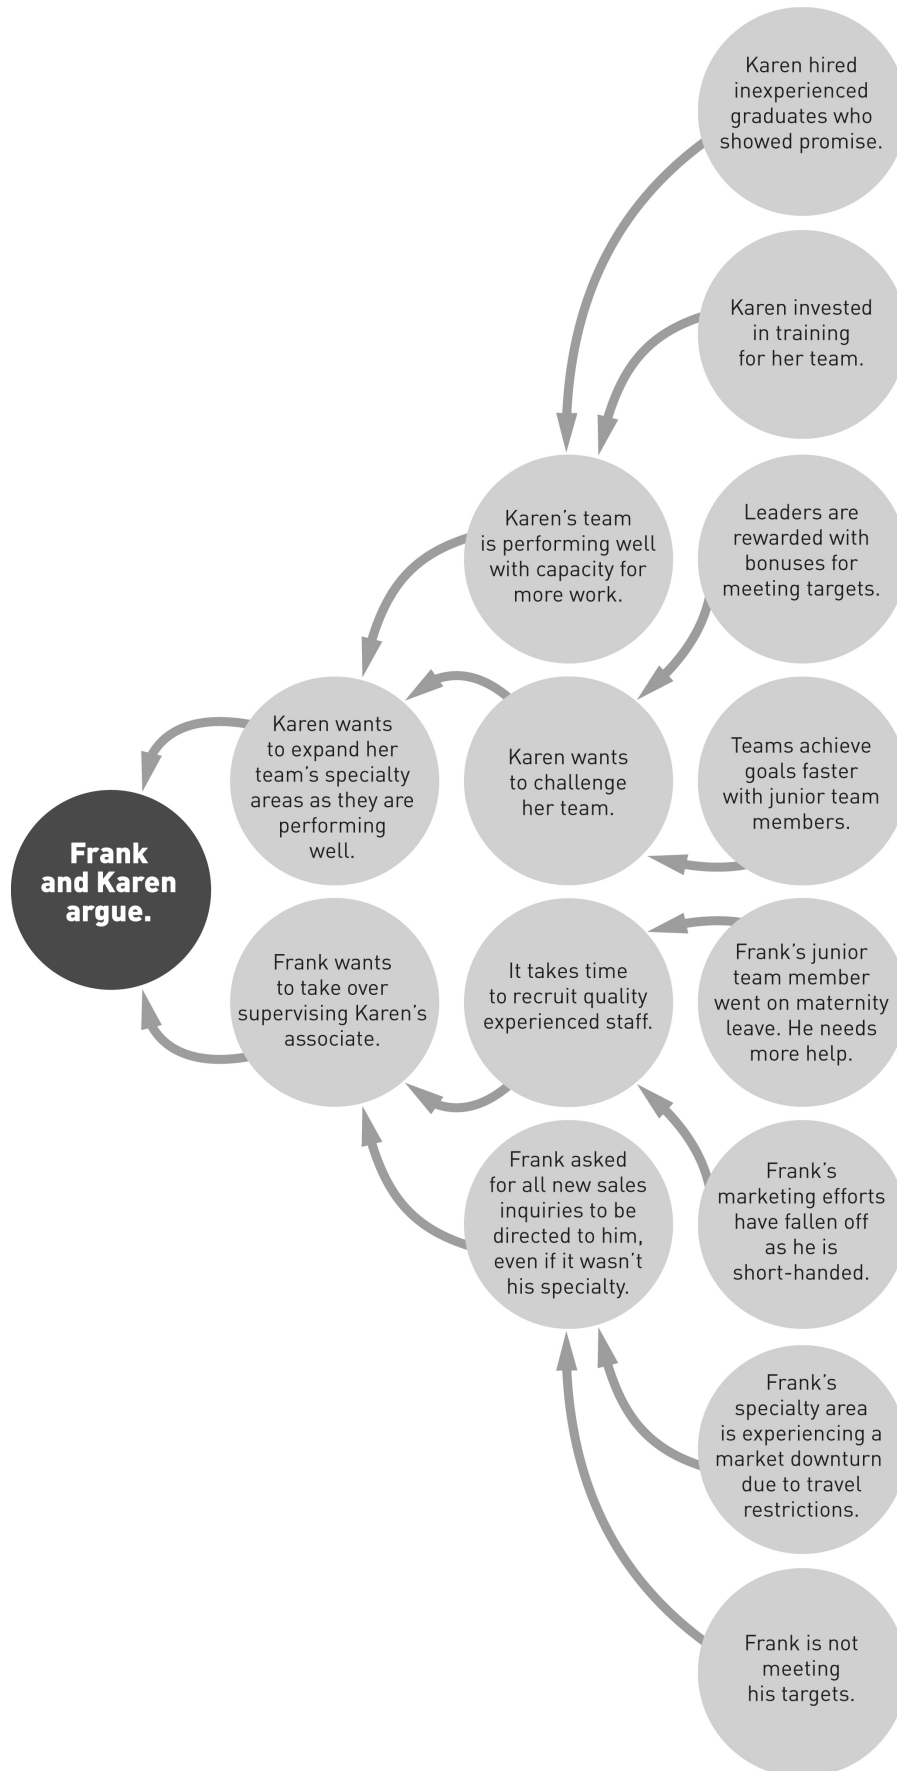 Karen hired
inexperienced
graduates who
showed promise.
Karen invested
in training
for her team.
Karen’s team
is performing well
with capacity for
more work.
Leaders are
rewarded with
bonuses for
meeting targets.
Karen wants
to expand her
team’s specialty
areas as they are
performing
well.
Karen wants
to challenge
her team.
Teams achieve
goals faster
with junior team
members.
Frank
and Karen
argue.
Frank wants
to take over
supervising Karen’s
associate.
It takes time
to recruit quality
experienced staff.
Frank’s junior
team member
went on maternity
leave. He needs
more help.
Frank asked
for all new sales
inquiries to be
directed to him,
even if it wasn’t
his specialty.
Frank’s
marketing efforts
have fallen off
as he is
short-handed.
Frank’s
specialty area
is experiencing a
market downturn
due to travel
restrictions.
Frank is not
meeting
his targets.